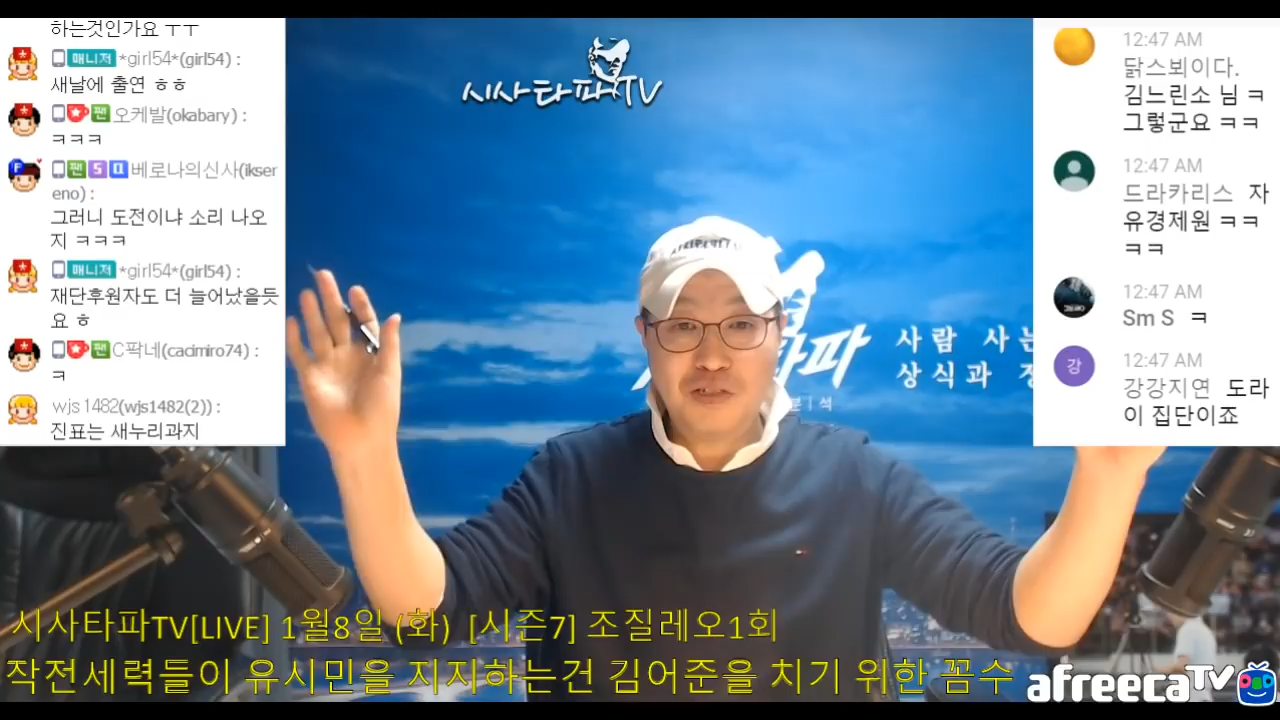 하는것인가요 ㅜㅜ
매니저 *girl54*(girl54) :
새날에 출연 ㅎㅎ
팬 오케발(okabary) :
ㅋㅋㅋ
팬 S 베로나의신사(ikser
eno) :
그러니 도전이냐 소리 나오
지 ㅋㅋㅋ
매니저 *girl54*(girl54) :
재단후원자도 더 늘어났을듯
요 ㅎ
팬 C팍네(cacimiro74) :
ㅋ
wjs1482(wjs1482(2)) :
진표는 새누리과지
시사타파TV
타파
사람 사는
상식과 정
12:47 AM
닭스뵈이다.
김느린소 님 ㅋ
그렇군요 ㅋㅋ
12:47 AM
드라카리스 자
유경제원 ㅋㅋ
ㅋㅋ
12:47 AM
Sm S ㅋ
강
12:47 AM
강강지연 도라
이 집단이죠
시사타파TV[LIVE] 1월8일 (화) [시즌7] 조질레오1회
작전세력들이 유시민을 지지하는건 김어준을 치기 위한 꼼수
afreecaTV